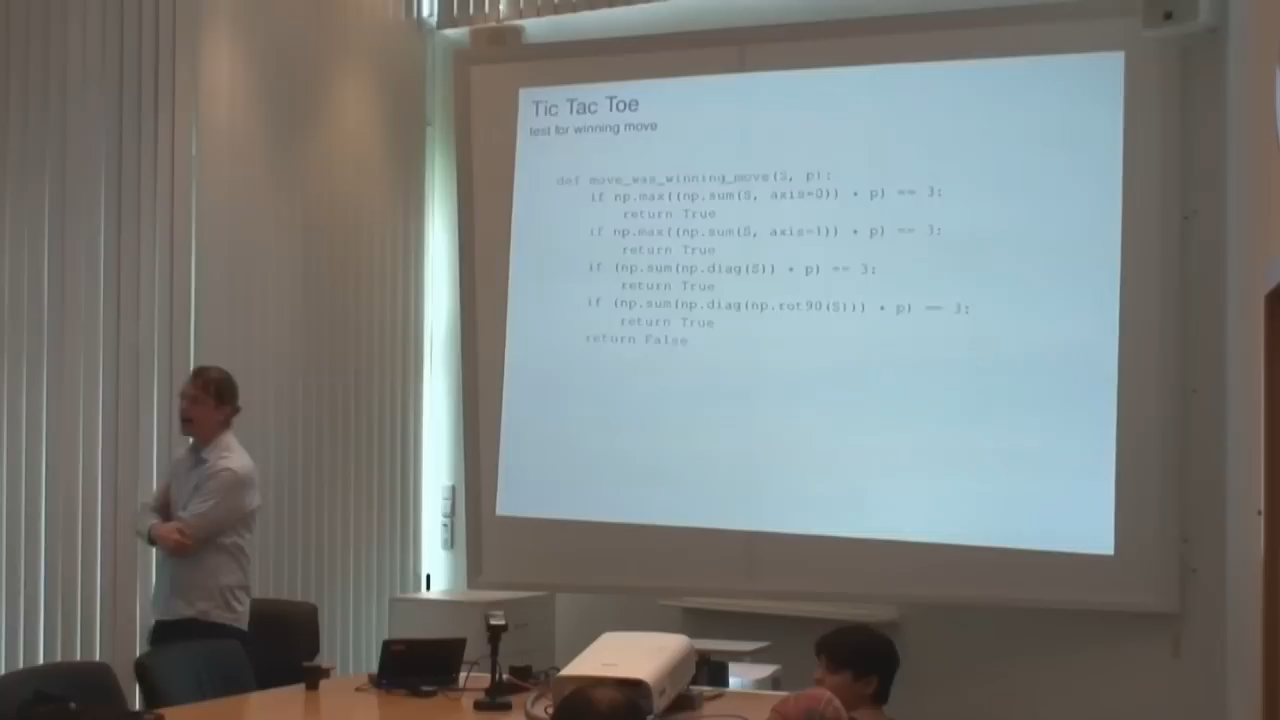 Tic Tac Toe
test for winning move
def move_was_winning_move(S, p):
if np.max((np.sum(S, axis=0)) * p) == 3:
return True
if np.max((np.sum(S, axis=1)) * p) == 3:
return True
if (np.sum(np.diag(S)) * p) == 3:
return True
if (np.sum(np.diag(np.rot90(S))) * p) == 3:
return True
return False